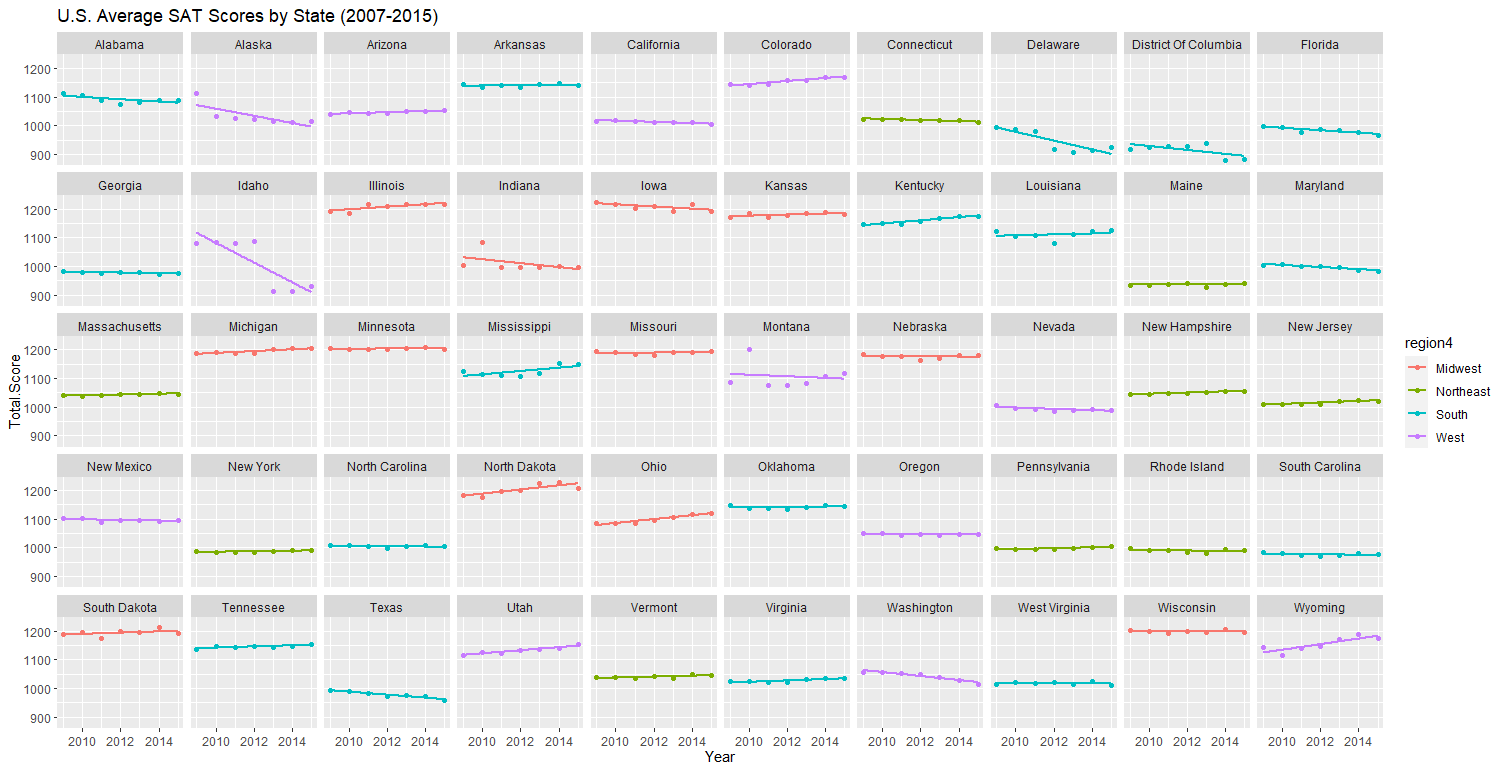 U.S. Average SAT Scores by State (2007-2015)
Alabama Alaska Arizona Arkansas California Colorado Connecticut Delaware District Of Columbia Florida
1200
1100
1000
900
Georgia Idaho Illinois Indiana Iowa Kansas Kentucky Louisiana Maine Maryland
1200
1100
1000
900
Massachusetts Michigan Minnesota Mississippi Missouri Montana Nebraska Nevada New Hampshire New Jersey
1200
1100
1000
900
New Mexico New York North Carolina North Dakota Ohio Oklahoma Oregon Pennsylvania Rhode Island South Carolina
1200
1100
1000
900
South Dakota Tennessee Texas Utah Vermont Virginia Washington West Virginia Wisconsin Wyoming
1200
1100
1000
900
2010 2012 2014 2010 2012 2014 2010 2012 2014 2010 2012 2014 2010 2012 2014 2010 2012 2014 2010 2012 2014 2010 2012 2014 2010 2012 2014 2010 2012 2014
Year
Total.Score
region4
Midwest
Northeast
South
West